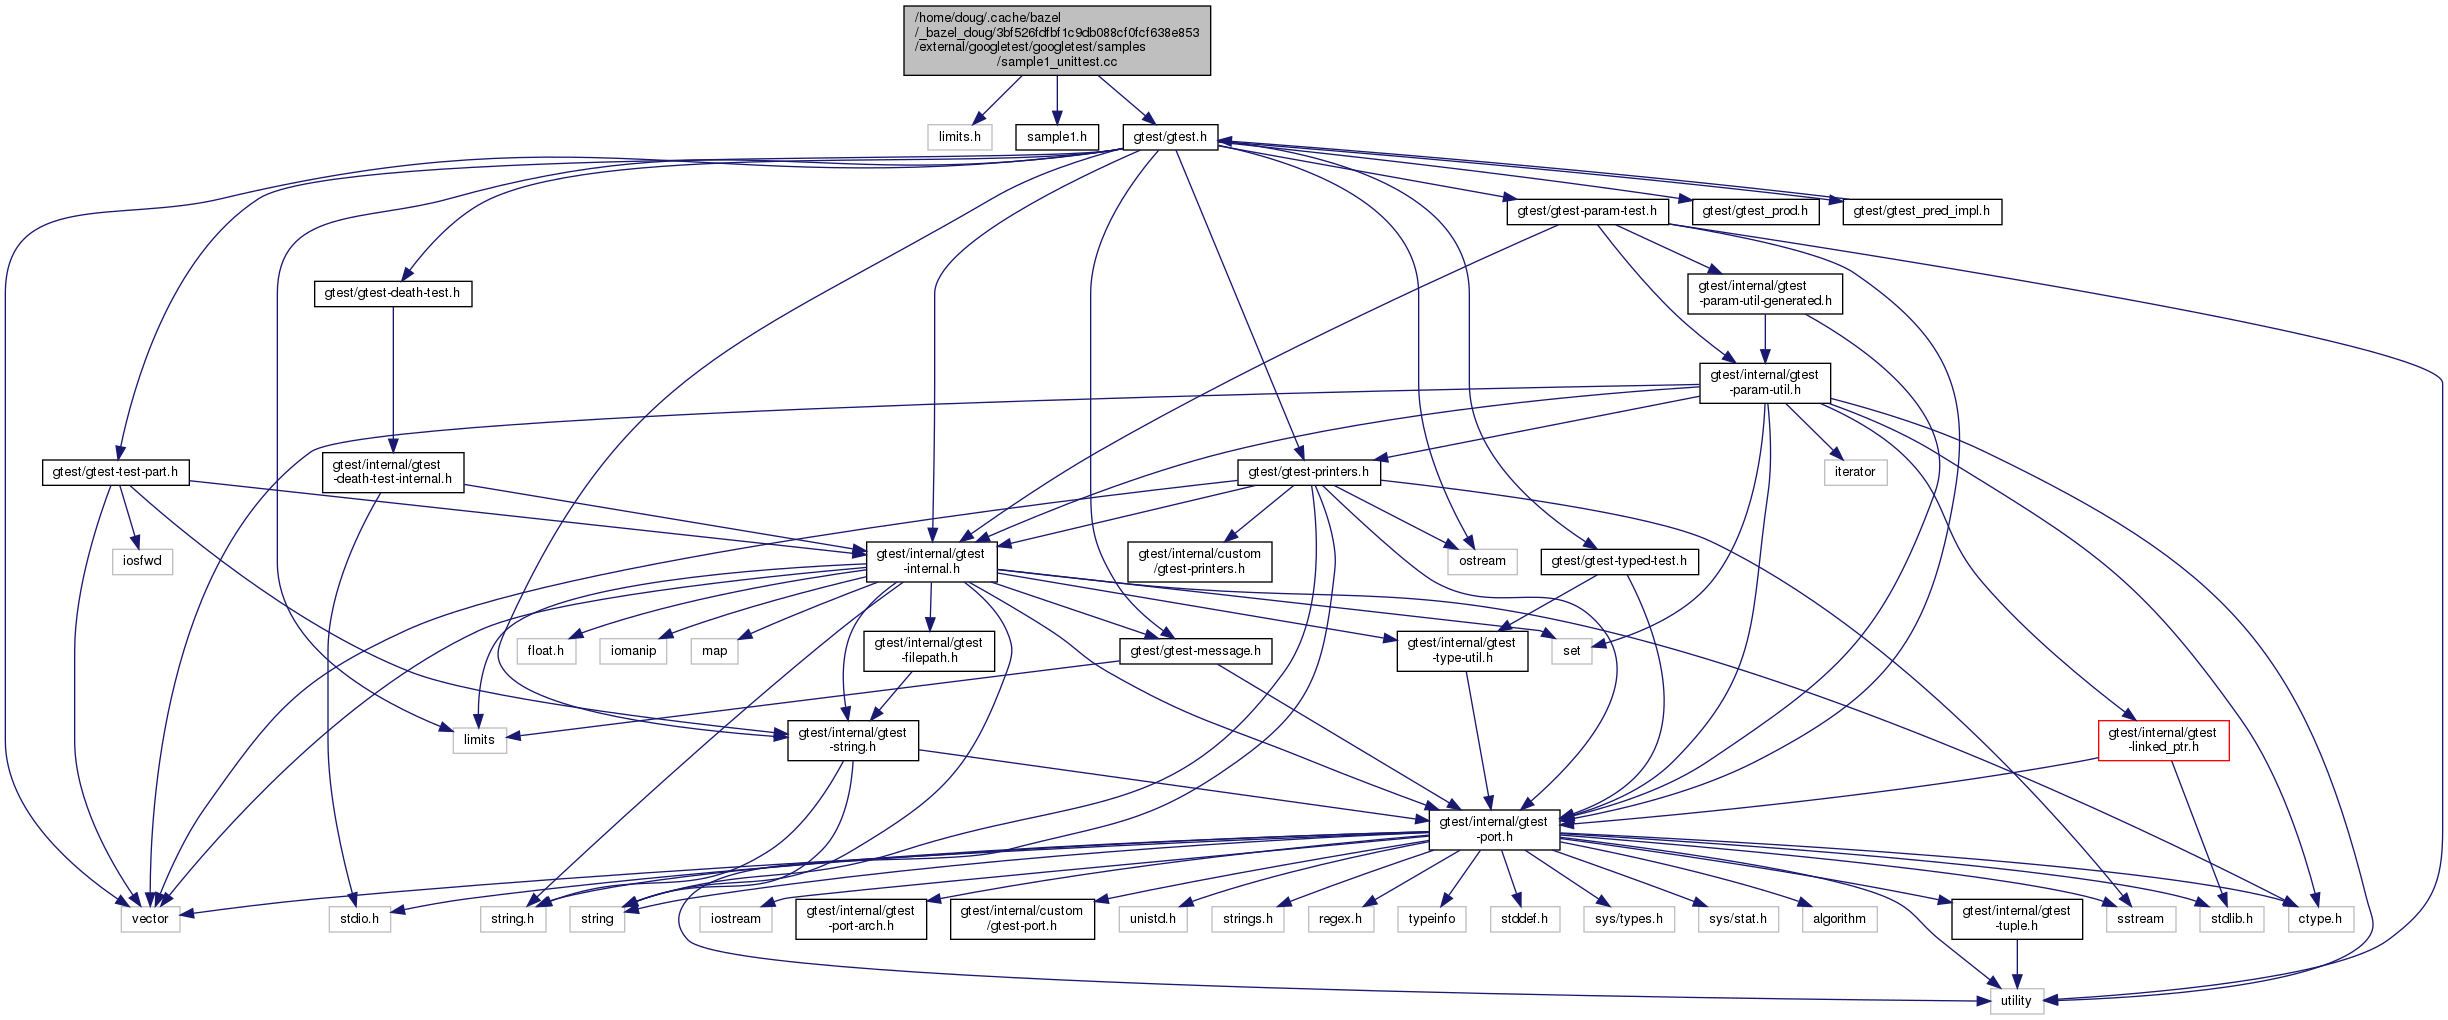 /home/doug/.cache/bazel
/_bazel_doug/3bf526fdfbf1c9db088cf0fcf638e853
/external/googletest/googletest/samples
/sample1_unittest.cc
limits.h
sample1.h
gtest/gtest.h
gtest/gtest-param-test.h
gtest/gtest_prod.h
gtest/gtest_pred_impl.h
gtest/gtest-death-test.h
gtest/internal/gtest
-param-util-generated.h
gtest/internal/gtest
-param-util.h
gtest/gtest-test-part.h
gtest/internal/gtest
-death-test-internal.h
gtest/gtest-printers.h
iterator
iosfwd
gtest/internal/gtest
-internal.h
gtest/internal/custom
/gtest-printers.h
ostream
gtest/gtest-typed-test.h
float.h
iomanip
map
gtest/internal/gtest
-filepath.h
gtest/gtest-message.h
gtest/internal/gtest
-type-util.h
set
limits
gtest/internal/gtest
-string.h
gtest/internal/gtest
-linked_ptr.h
gtest/internal/gtest
-port.h
vector
stdio.h
string.h
string
iostream
gtest/internal/gtest
-port-arch.h
gtest/internal/custom
/gtest-port.h
unistd.h
strings.h
regex.h
typeinfo
stddef.h
sys/types.h
sys/stat.h
algorithm
gtest/internal/gtest
-tuple.h
sstream
stdlib.h
ctype.h
utility